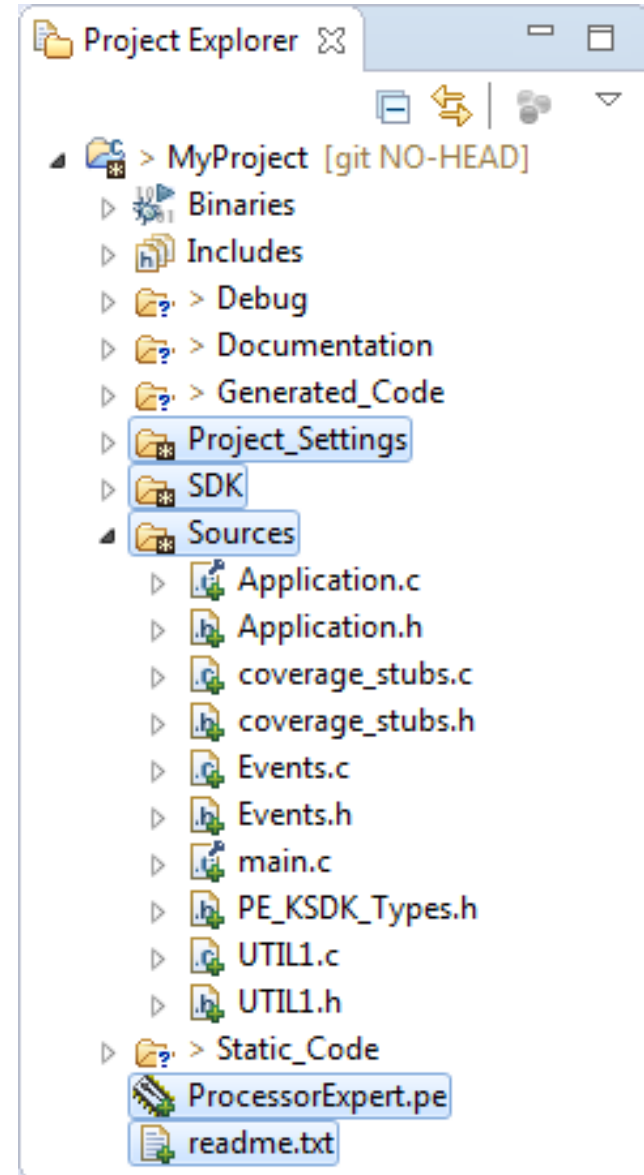 Project Explorer
> MyProject [git NO-HEAD]
Binaries
Includes
> Debug
> Documentation
> Generated_Code
Project_Settings
SDK
Sources
Application.c
Application.h
coverage_stubs.c
coverage_stubs.h
Events.c
Events.h
main.c
PE_KSDK_Types.h
UTIL1.c
UTIL1.h
> Static_Code
ProcessorExpert.pe
readme.txt